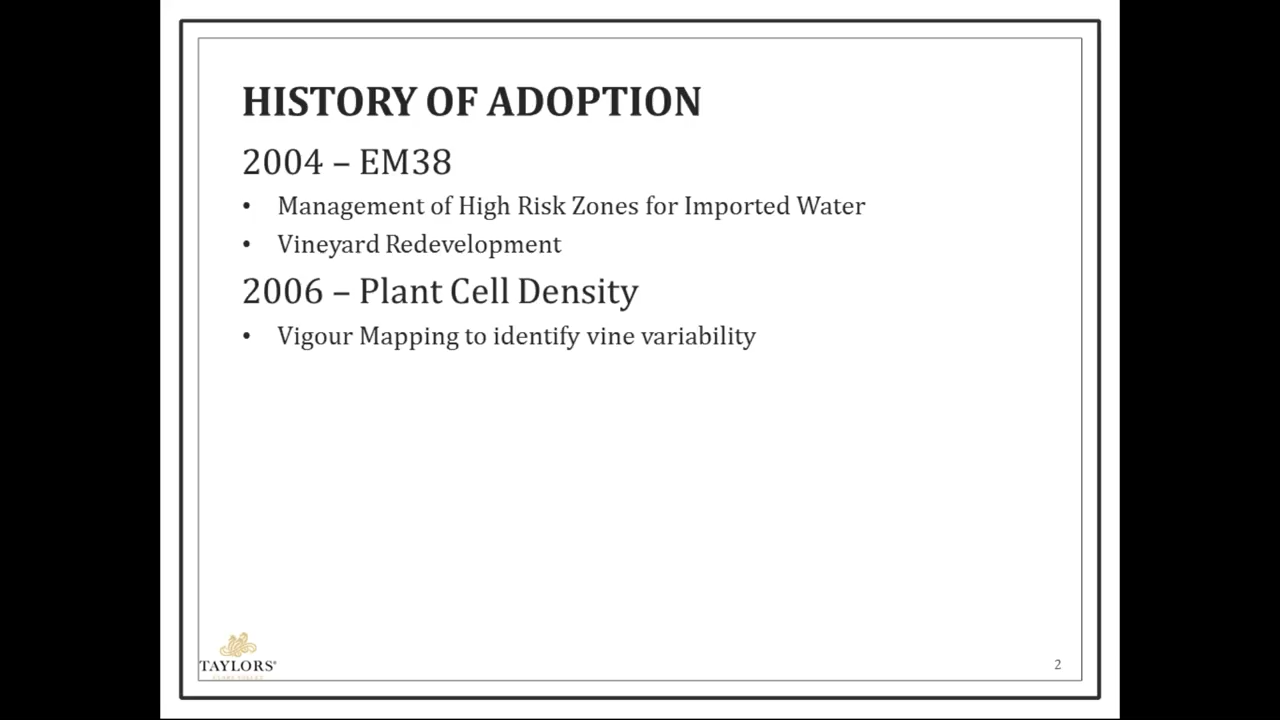 HISTORY OF ADOPTION
2004 – EM38
• Management of High Risk Zones for Imported Water
• Vineyard Redevelopment
2006 – Plant Cell Density
• Vigour Mapping to identify vine variability
TAYLORS®
2